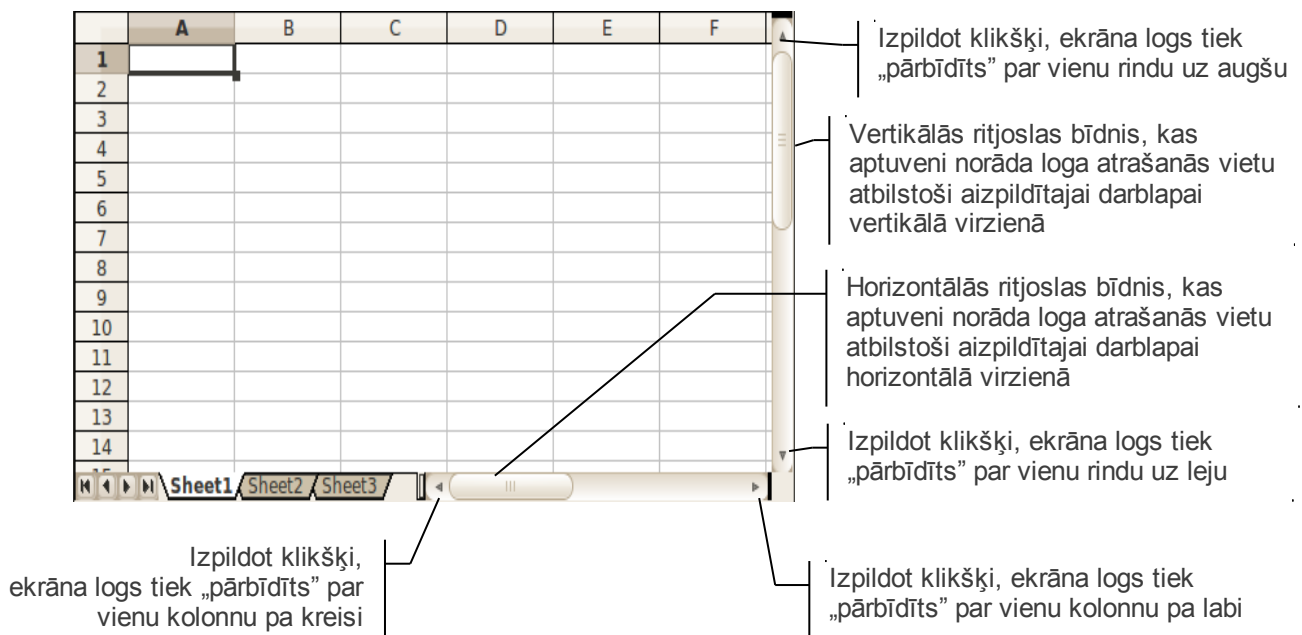 A B C D E F
1
2
3
4
5
6
7
8
9
10
11
12
13
14
15
Sheet1 Sheet2 Sheet3
Izpildot klikšķi, ekrāna logs tiek
„pārbīdīts” par vienu rindu uz augšu
Vertikālās ritjoslas bīdnis, kas
aptuveni norāda loga atrašanās vietu
atbilstoši aizpildītajai darblapai
vertikālā virzienā
Horizontālās ritjoslas bīdnis, kas
aptuveni norāda loga atrašanās vietu
atbilstoši aizpildītajai darblapai
horizontālā virzienā
Izpildot klikšķi, ekrāna logs tiek
„pārbīdīts” par vienu rindu uz leju
Izpildot klikšķi,
ekrāna logs tiek „pārbīdīts” par
vienu kolonnu pa kreisi
Izpildot klikšķi, ekrāna logs tiek
„pārbīdīts” par vienu kolonnu pa labi